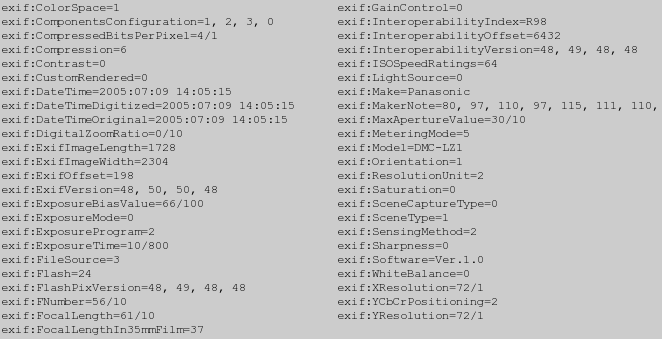 exif:ColorSpace=1
exif:ComponentsConfiguration=1, 2, 3, 0
exif:CompressedBitsPerPixel=4/1
exif:Compression=6
exif:Contrast=0
exif:CustomRendered=0
exif:DateTime=2005:07:09 14:05:15
exif:DateTimeDigitized=2005:07:09 14:05:15
exif:DateTimeOriginal=2005:07:09 14:05:15
exif:DigitalZoomRatio=0/10
exif:ExifImageLength=1728
exif:ExifImageWidth=2304
exif:ExifOffset=198
exif:ExifVersion=48, 50, 50, 48
exif:ExposureBiasValue=66/100
exif:ExposureMode=0
exif:ExposureProgram=2
exif:ExposureTime=10/800
exif:FileSource=3
exif:Flash=24
exif:FlashPixVersion=48, 49, 48, 48
exif:FNumber=56/10
exif:FocalLength=61/10
exif:FocalLengthIn35mmFilm=37
exif:GainControl=0
exif:InteroperabilityIndex=R98
exif:InteroperabilityOffset=6432
exif:InteroperabilityVersion=48, 49, 48, 48
exif:ISOSpeedRatings=64
exif:LightSource=0
exif:Make=Panasonic
exif:MakerNote=80, 97, 110, 97, 115, 111, 110,
exif:MaxApertureValue=30/10
exif:MeteringMode=5
exif:Model=DMC-LZ1
exif:Orientation=1
exif:ResolutionUnit=2
exif:Saturation=0
exif:SceneCaptureType=0
exif:SceneType=1
exif:SensingMethod=2
exif:Sharpness=0
exif:Software=Ver.1.0
exif:WhiteBalance=0
exif:XResolution=72/1
exif:YCbCrPositioning=2
exif:YResolution=72/1